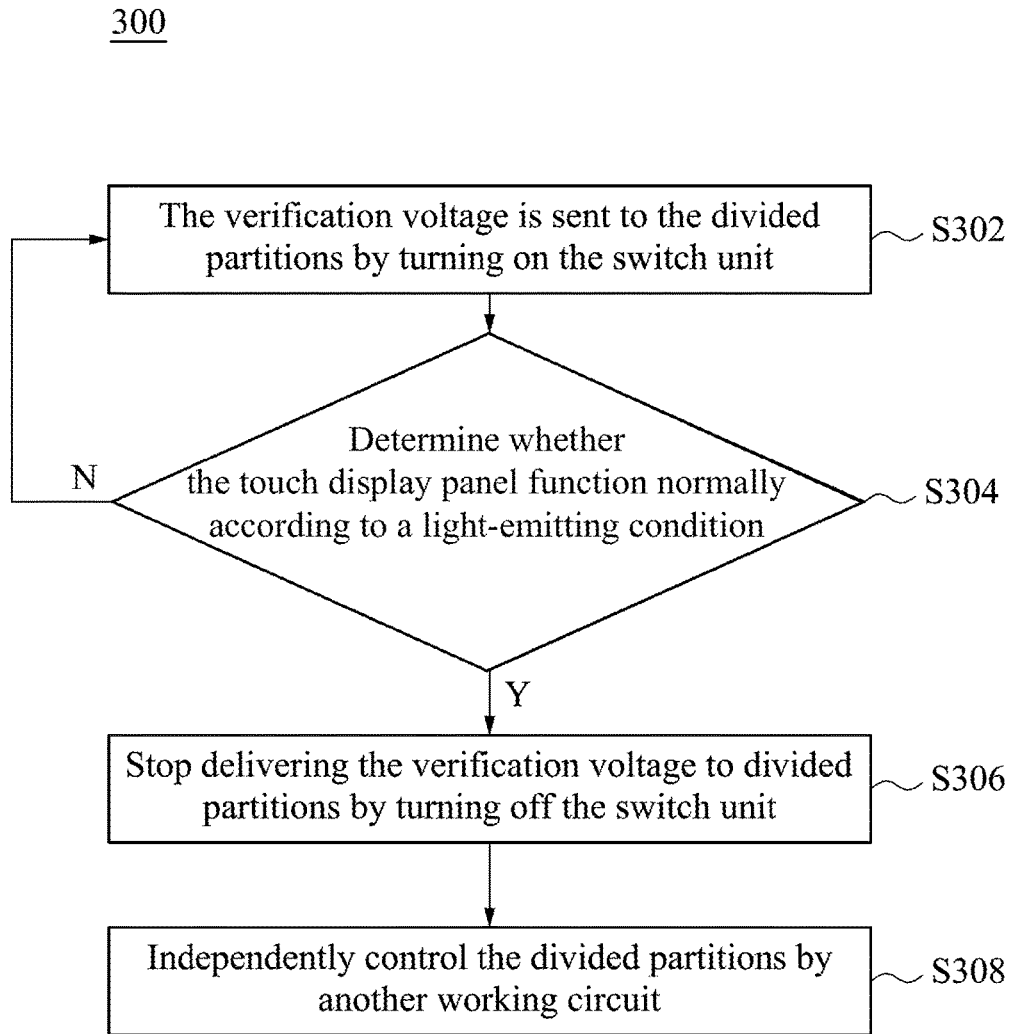 300
The verification voltage is sent to the divided
partitions by turning on the switch unit
S302
Determine whether
the touch display panel function normally
according to a light-emitting condition
S304
N
Y
Stop delivering the verification voltage to divided
partitions by turning off the switch unit
S306
Independently control the divided partitions by
another working circuit
S308